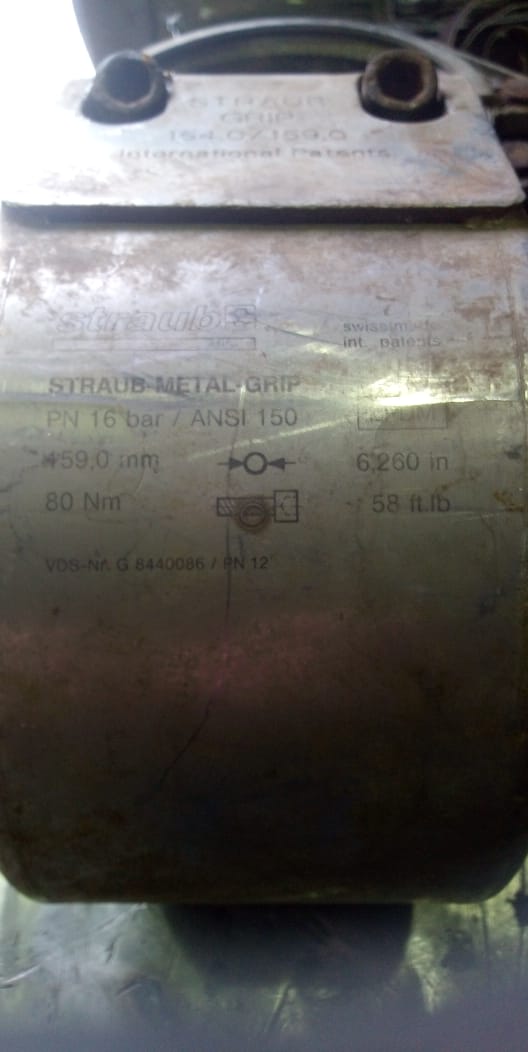 STRAUB
GRIP
154.0/159.0
International Patents
straub
swissmade
int. patents
STRAUB-METAL-GRIP
PN 16 bar / ANSI 150
159,0 mm 6.260 in
80 Nm 58 ft.lb
VDS-Nr. G 8440086 / PN 12